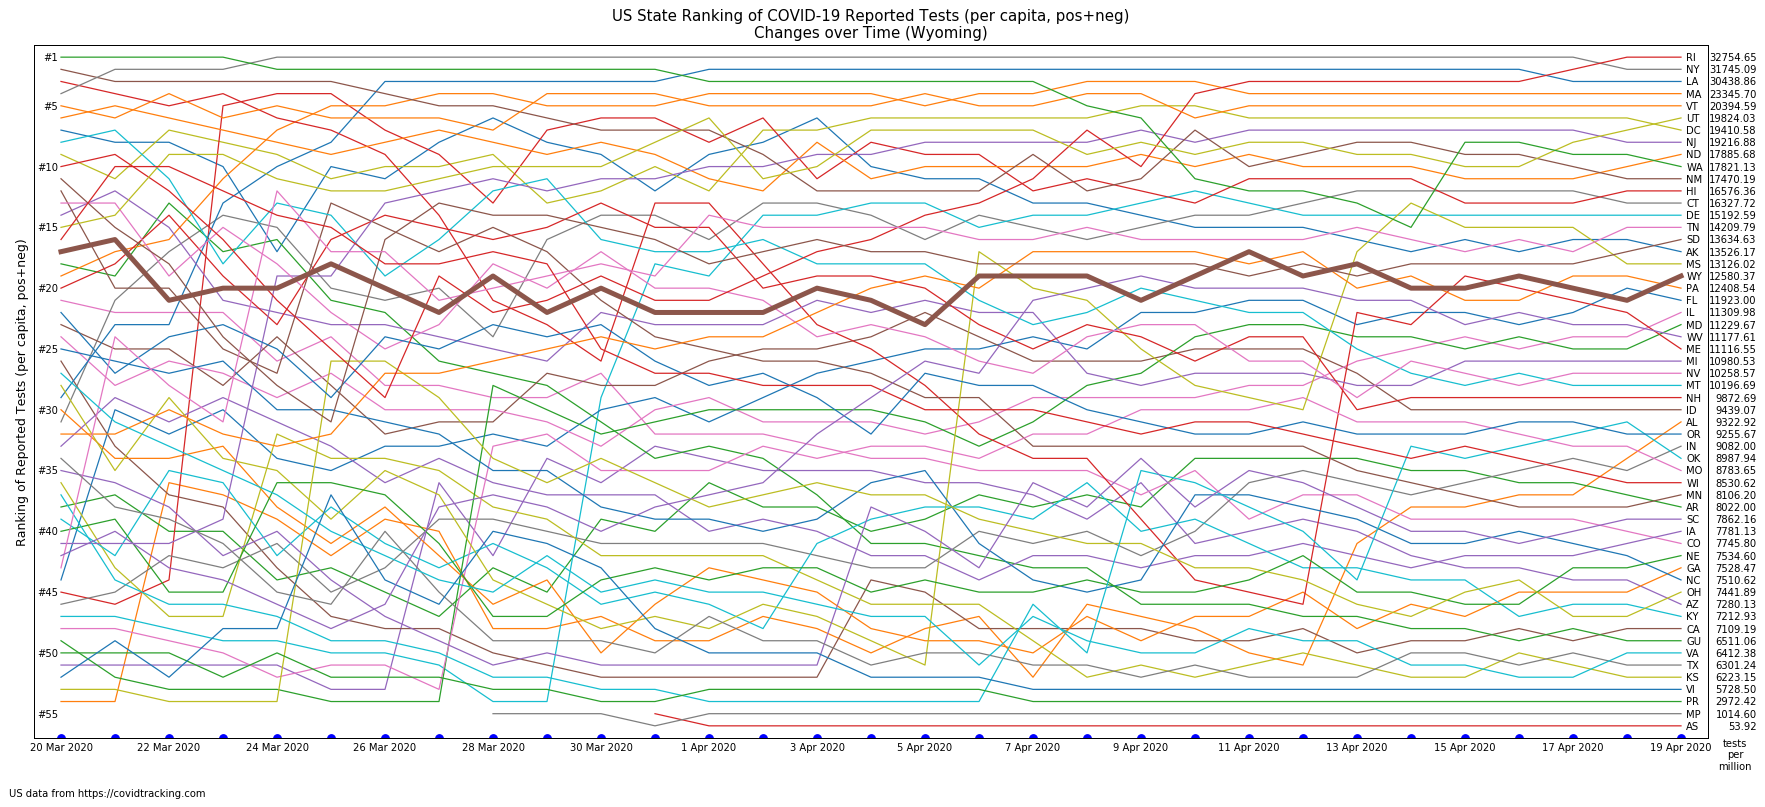 US State Ranking of COVID-19 Reported Tests (per capita, pos+neg)
Changes over Time (Wyoming)
Ranking of Reported Tests (per capita, pos+neg)
#1
#5
#10
#15
#20
#25
#30
#35
#40
#45
#50
#55
RI 32754.65
NY 31745.09
LA 30438.86
MA 23345.70
VT 20394.59
UT 19824.03
DC 19410.58
NJ 19216.88
ND 17885.68
WA 17821.13
NM 17470.19
HI 16576.36
CT 16327.72
DE 15192.59
TN 14209.79
SD 13634.63
AK 13526.17
MS 13126.02
WY 12580.37
PA 12408.54
FL 11923.00
IL 11309.98
MD 11229.67
WV 11177.61
ME 11116.55
MI 10980.53
NV 10258.57
MT 10196.69
NH 9872.69
ID 9439.07
AL 9322.92
OR 9255.67
IN 9082.00
OK 8987.94
MO 8783.65
WI 8530.62
MN 8106.20
AR 8022.00
SC 7862.16
IA 7781.13
CO 7745.80
NE 7534.60
GA 7528.47
NC 7510.62
OH 7441.89
AZ 7280.13
KY 7212.93
CA 7109.19
GU 6511.06
VA 6412.38
TX 6301.24
KS 6223.15
VI 5728.50
PR 2972.42
MP 1014.60
AS 53.92
20 Mar 2020 22 Mar 2020 24 Mar 2020 26 Mar 2020 28 Mar 2020 30 Mar 2020 1 Apr 2020 3 Apr 2020 5 Apr 2020 7 Apr 2020 9 Apr 2020 11 Apr 2020 13 Apr 2020 15 Apr 2020 17 Apr 2020 19 Apr 2020
tests
per
million
US data from https://covidtracking.com